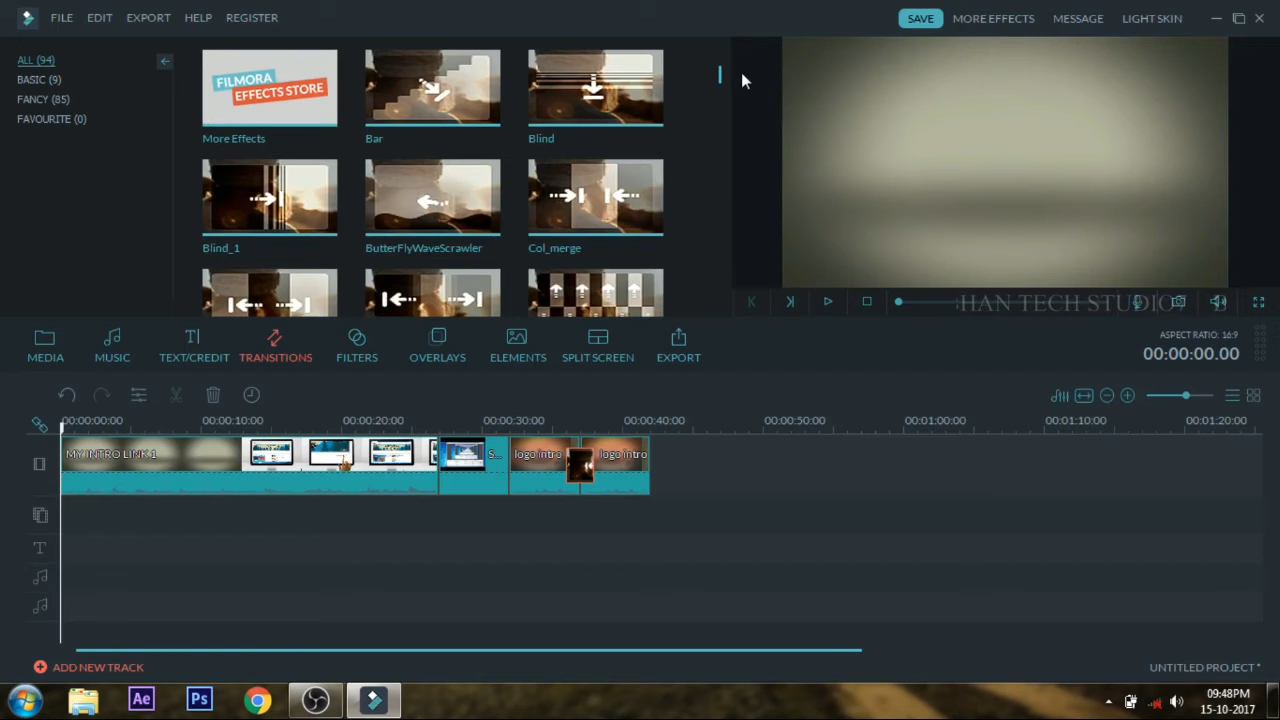 FILE EDIT EXPORT HELP REGISTER SAVE MORE EFFECTS MESSAGE LIGHT SKIN
ALL (94)
BASIC (9)
FANCY (85)
FAVOURITE (0)
FILMORA
EFFECTS STORE
More Effects Bar Blind
Blind_1 ButterFlyWaveScrawler Col_merge
HAN TECH STUDIO
MEDIA MUSIC TEXT/CREDIT TRANSITIONS FILTERS OVERLAYS ELEMENTS SPLIT SCREEN EXPORT
ASPECT RATIO: 16:9
00:00:00.00
00:00:00:00 00:00:10:00 00:00:20:00 00:00:30:00 00:00:40:00 00:00:50:00 00:01:00:00 00:01:10:00 00:01:20:00
MY INTRO LINK 1 S... logo intro logo intro
ADD NEW TRACK UNTITLED PROJECT *
Ae Ps
09:48PM
15-10-2017